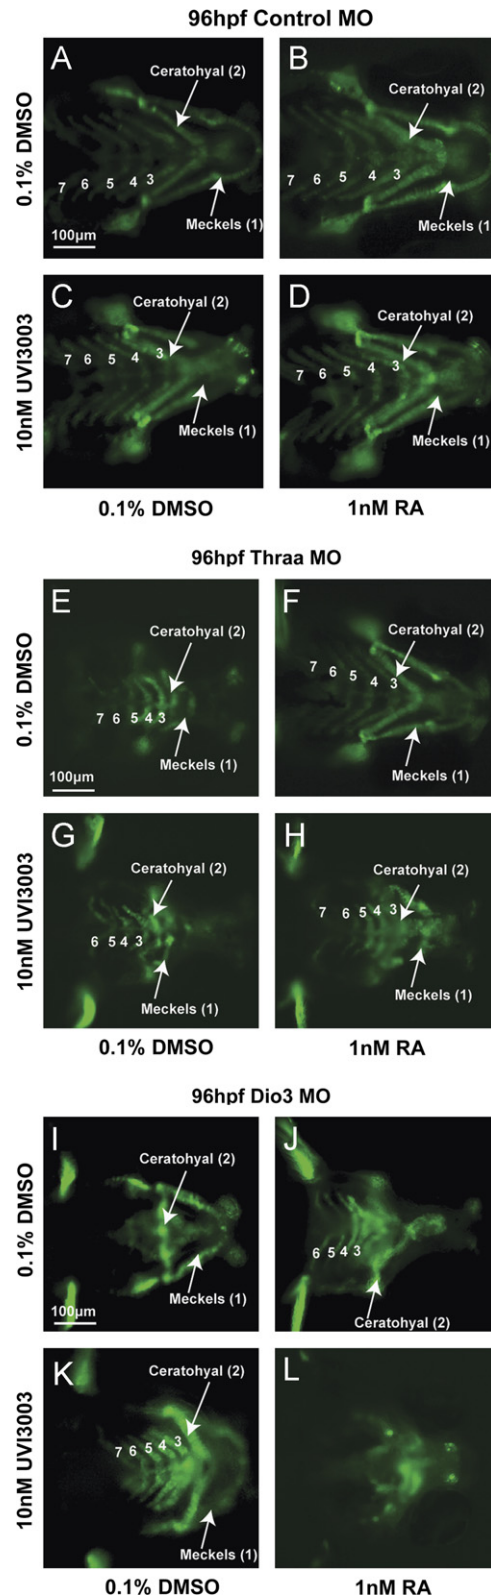 96hpf Control MO
0.1% DMSO
A
Ceratohyal (2)
7 6 5 4 3
Meckels (1)
100µm
B
Ceratohyal (2)
7 6 5 4 3
Meckels (1)
10nM UVI3003
C
Ceratohyal (2)
7 6 5 4 3
Meckels (1)
D
Ceratohyal (2)
7 6 5 4 3
Meckels (1)
0.1% DMSO
1nM RA
96hpf Thraa MO
0.1% DMSO
E
Ceratohyal (2)
7 6 5 4 3
Meckels (1)
100µm
F
Ceratohyal (2)
7 6 5 4 3
Meckels (1)
10nM UVI3003
G
Ceratohyal (2)
6 5 4 3
Meckels (1)
H
Ceratohyal (2)
7 6 5 4 3
Meckels (1)
0.1% DMSO
1nM RA
96hpf Dio3 MO
0.1% DMSO
I
Ceratohyal (2)
Meckels (1)
100µm
J
6 5 4 3
Ceratohyal (2)
10nM UVI3003
K
Ceratohyal (2)
7 6 5 4 3
Meckels (1)
L
0.1% DMSO
1nM RA